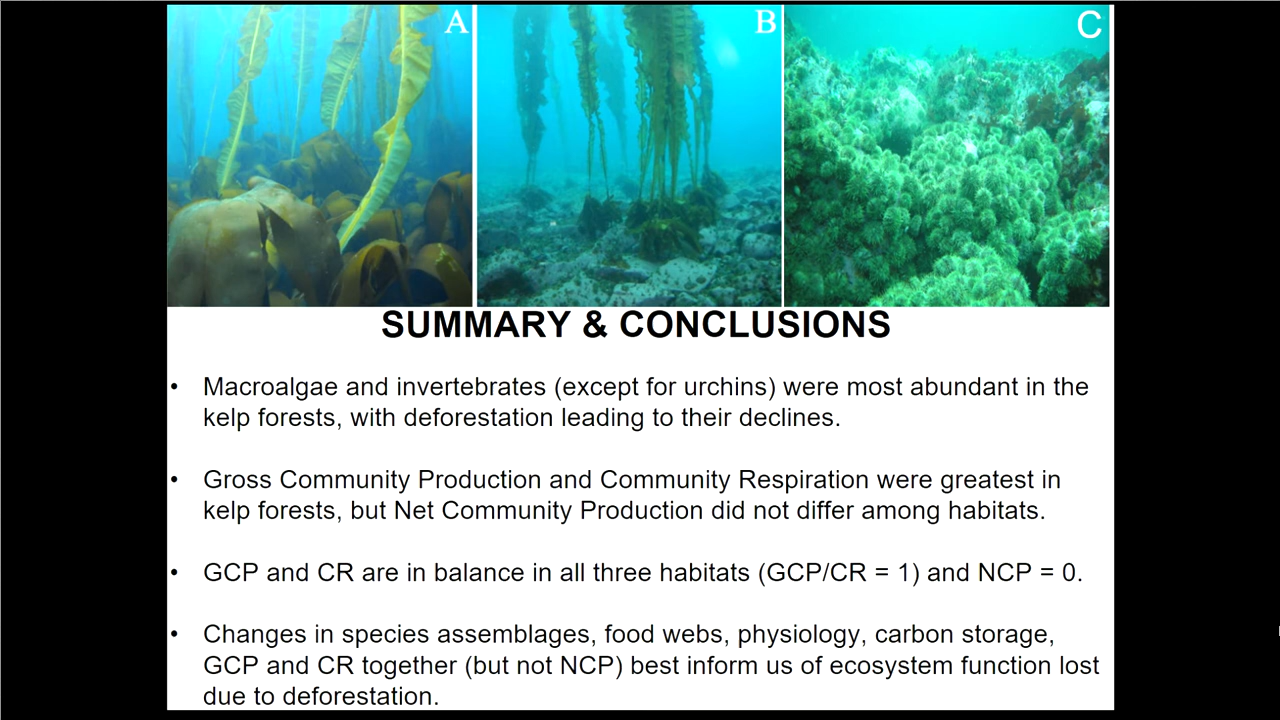 A B C
SUMMARY & CONCLUSIONS
• Macroalgae and invertebrates (except for urchins) were most abundant in the
kelp forests, with deforestation leading to their declines.
• Gross Community Production and Community Respiration were greatest in
kelp forests, but Net Community Production did not differ among habitats.
• GCP and CR are in balance in all three habitats (GCP/CR = 1) and NCP = 0.
• Changes in species assemblages, food webs, physiology, carbon storage,
GCP and CR together (but not NCP) best inform us of ecosystem function lost
due to deforestation.